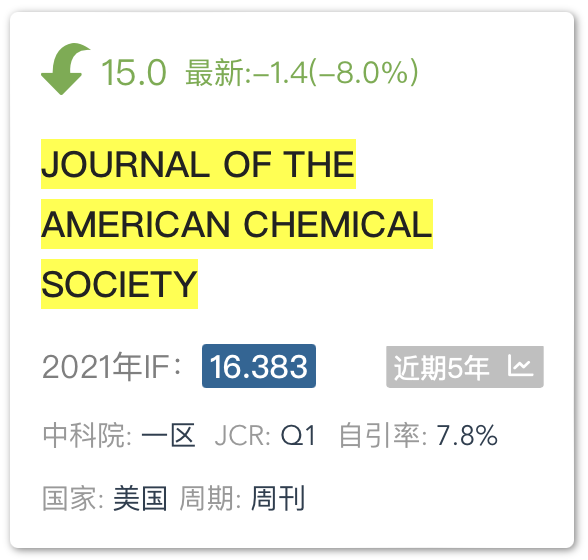 15.0 最新:-1.4(-8.0%)
JOURNAL OF THE
AMERICAN CHEMICAL
SOCIETY
2021年IF: 16.383 近期5年
中科院: 一区 JCR: Q1 自引率: 7.8%
国家: 美国 周期: 周刊